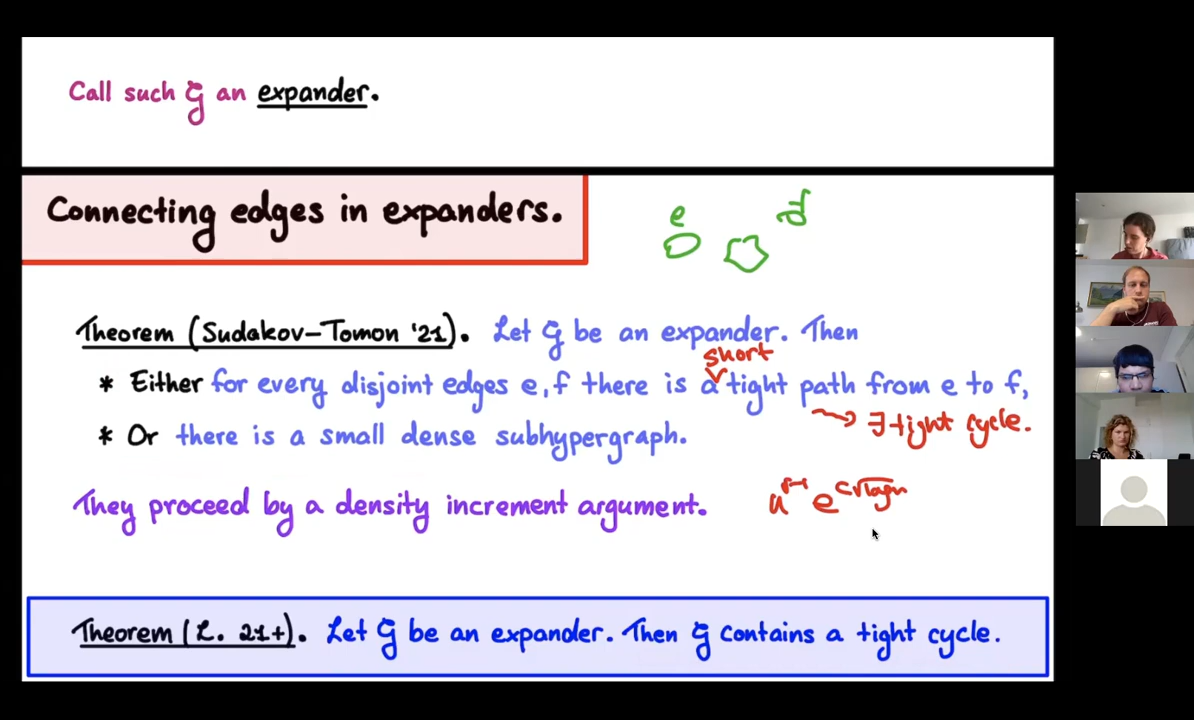 Call such G an expander.
Connecting edges in expanders.
e f
Theorem (Sudakov-Tomon '21). Let G be an expander. Then
short
* Either for every disjoint edges e, f there is a tight path from e to f,
→ ∃ tight cycle.
* Or there is a small dense subhypergraph.
They proceed by a density increment argument. n^{r-1} e^{c√logn}
Theorem (L. 21+). Let G be an expander. Then G contains a tight cycle.